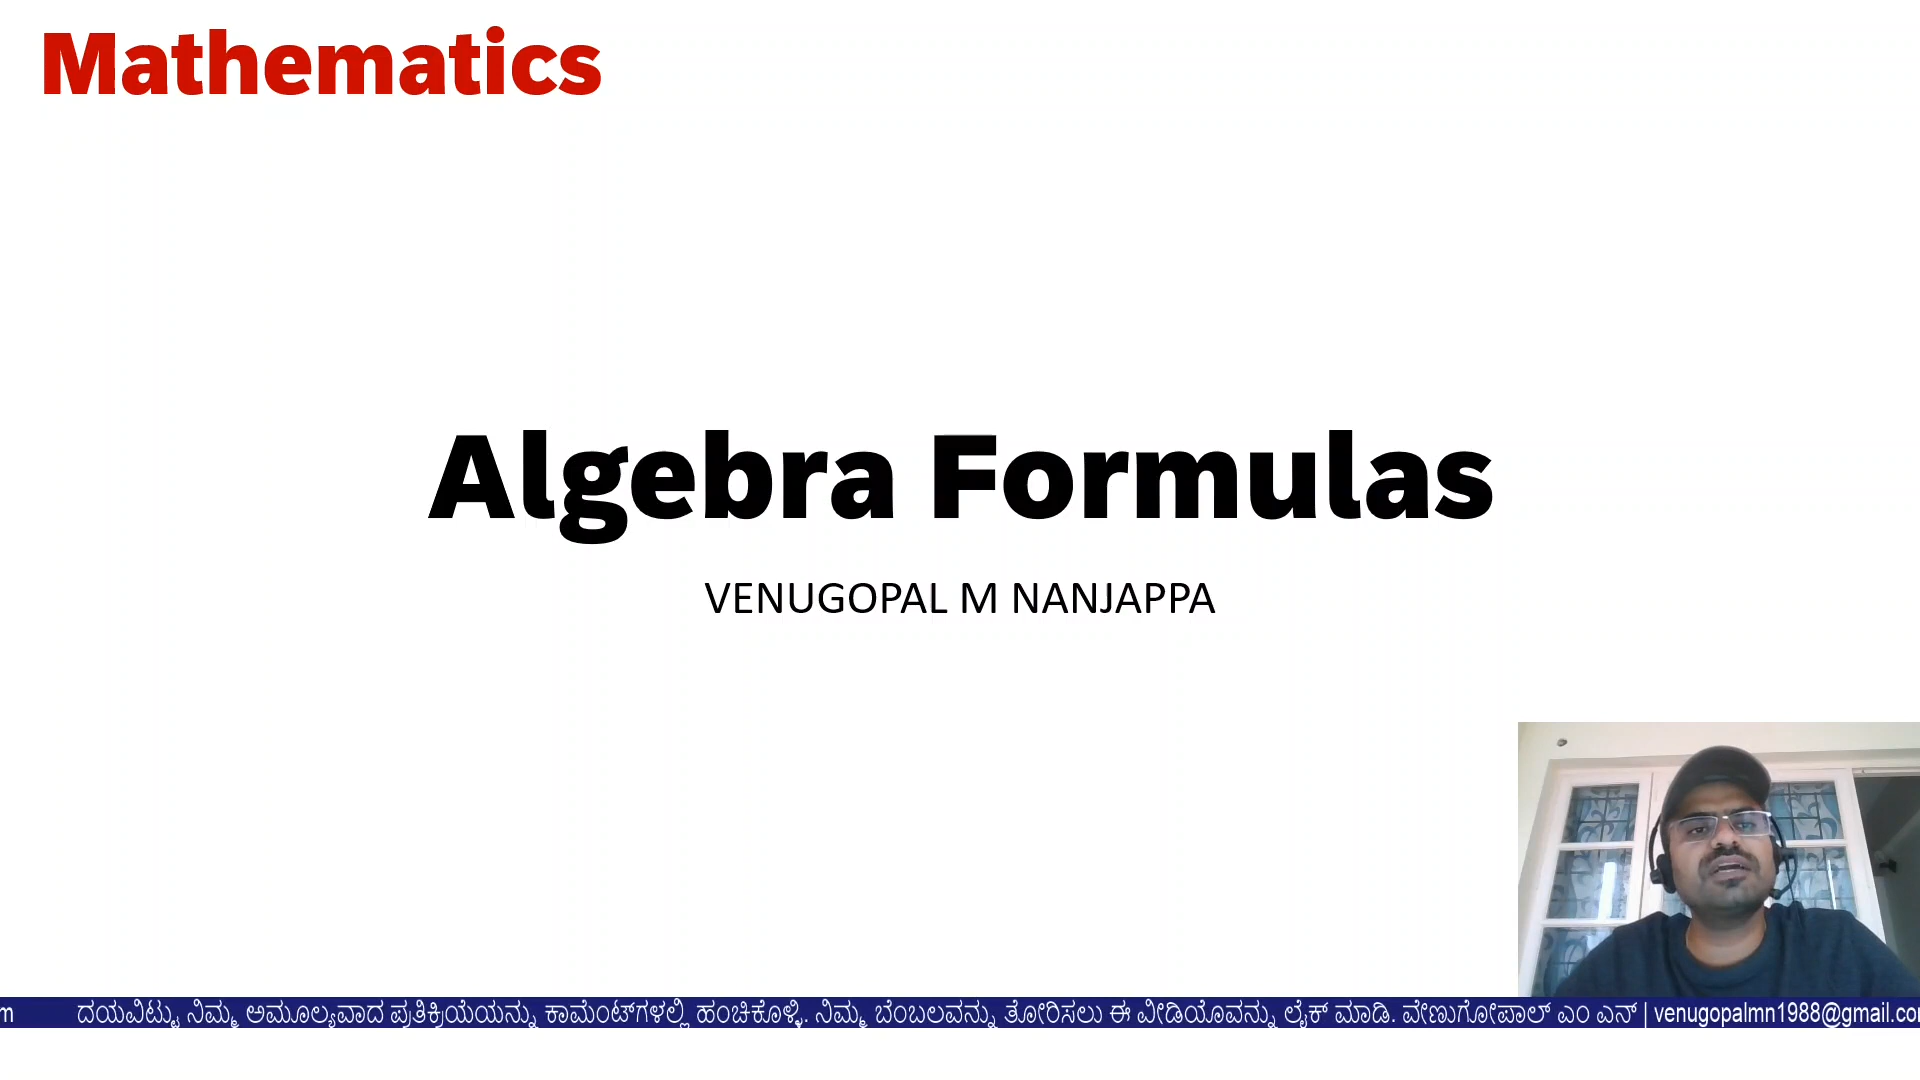 Mathematics
Algebra Formulas
VENUGOPAL M NANJAPPA
m ದಯವಿಟ್ಟು ನಿಮ್ಮ ಅಮೂಲ್ಯವಾದ ಪ್ರತಿಕ್ರಿಯೆಯನ್ನು ಕಾಮೆಂಟ್‌ಗಳಲ್ಲಿ ಹಂಚಿಕೊಳ್ಳಿ. ನಿಮ್ಮ ಬೆಂಬಲವನ್ನು ತೋರಿಸಲು ಈ ವೀಡಿಯೊವನ್ನು ಲೈಕ್ ಮಾಡಿ. ವೇಣುಗೋಪಾಲ್ ಎಂ ಎನ್ | venugopalmn1988@gmail.co